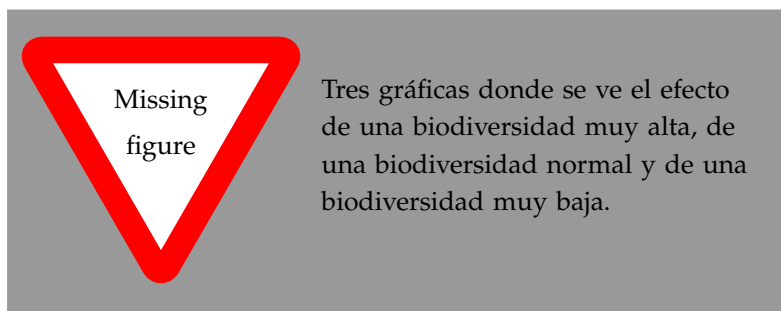 Missing
figure
Tres gráficas donde se ve el efecto
de una biodiversidad muy alta, de
una biodiversidad normal y de una
biodiversidad muy baja.